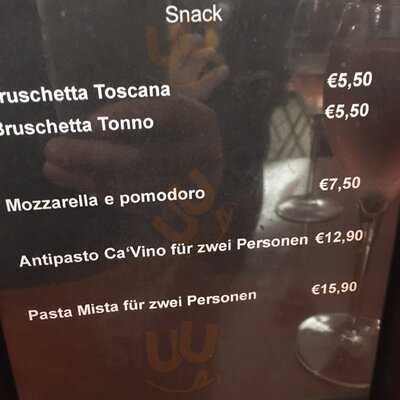 Snack
ruschetta Toscana €5,50
Bruschetta Tonno €5,50
Mozzarella e pomodoro €7,50
Antipasto Ca'Vino für zwei Personen €12,90
Pasta Mista für zwei Personen €15,90